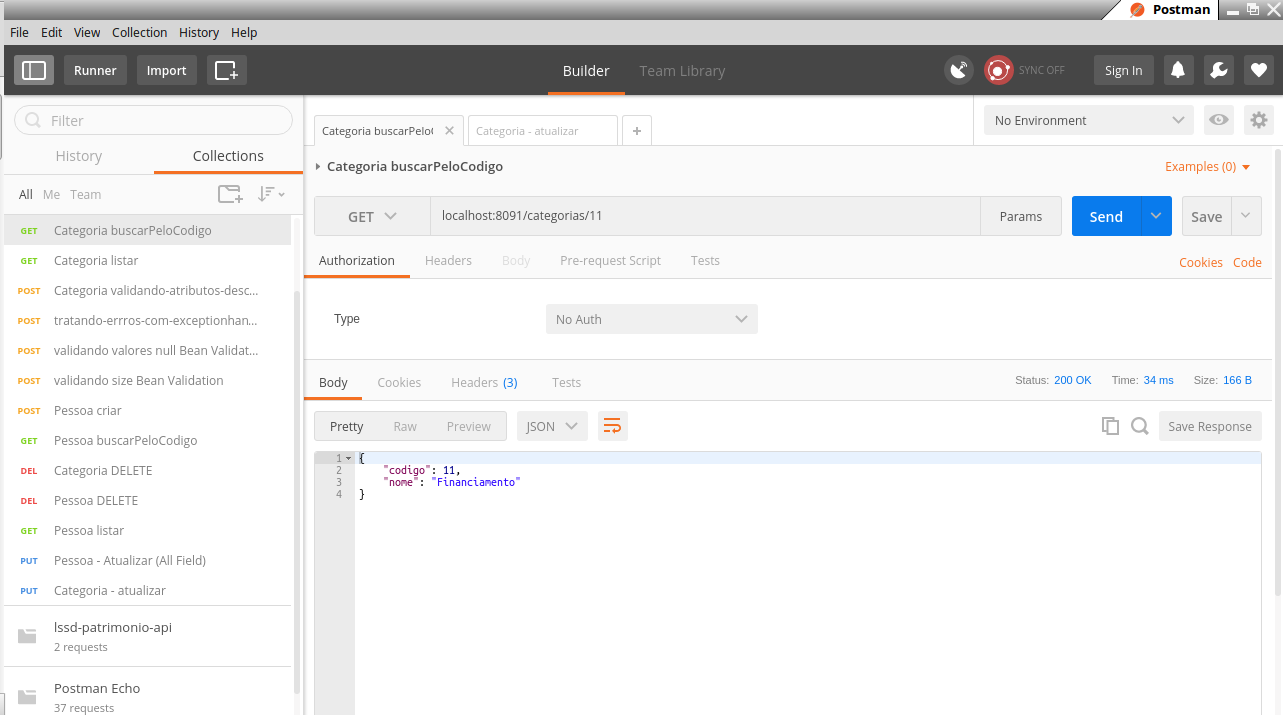 Postman
File Edit View Collection History Help
Runner Import Builder Team Library SYNC OFF Sign In
Filter
History Collections
All Me Team
GET Categoria buscarPeloCodigo
GET Categoria listar
POST Categoria validando-atributos-desc...
POST tratando-errros-com-exceptionhan...
POST validando valores null Bean Validat...
POST validando size Bean Validation
POST Pessoa criar
GET Pessoa buscarPeloCodigo
DEL Categoria DELETE
DEL Pessoa DELETE
GET Pessoa listar
PUT Pessoa - Atualizar (All Field)
PUT Categoria - atualizar
lssd-patrimonio-api
2 requests
Postman Echo
37 requests
Categoria buscarPelo Categoria - atualizar +
No Environment
Categoria buscarPeloCodigo Examples (0)
GET localhost:8091/categorias/11 Params Send Save
Authorization Headers Body Pre-request Script Tests Cookies Code
Type No Auth
Body Cookies Headers (3) Tests Status: 200 OK Time: 34 ms Size: 166 B
Pretty Raw Preview JSON Save Response
1 {
2 "codigo": 11,
3 "nome": "Financiamento"
4 }